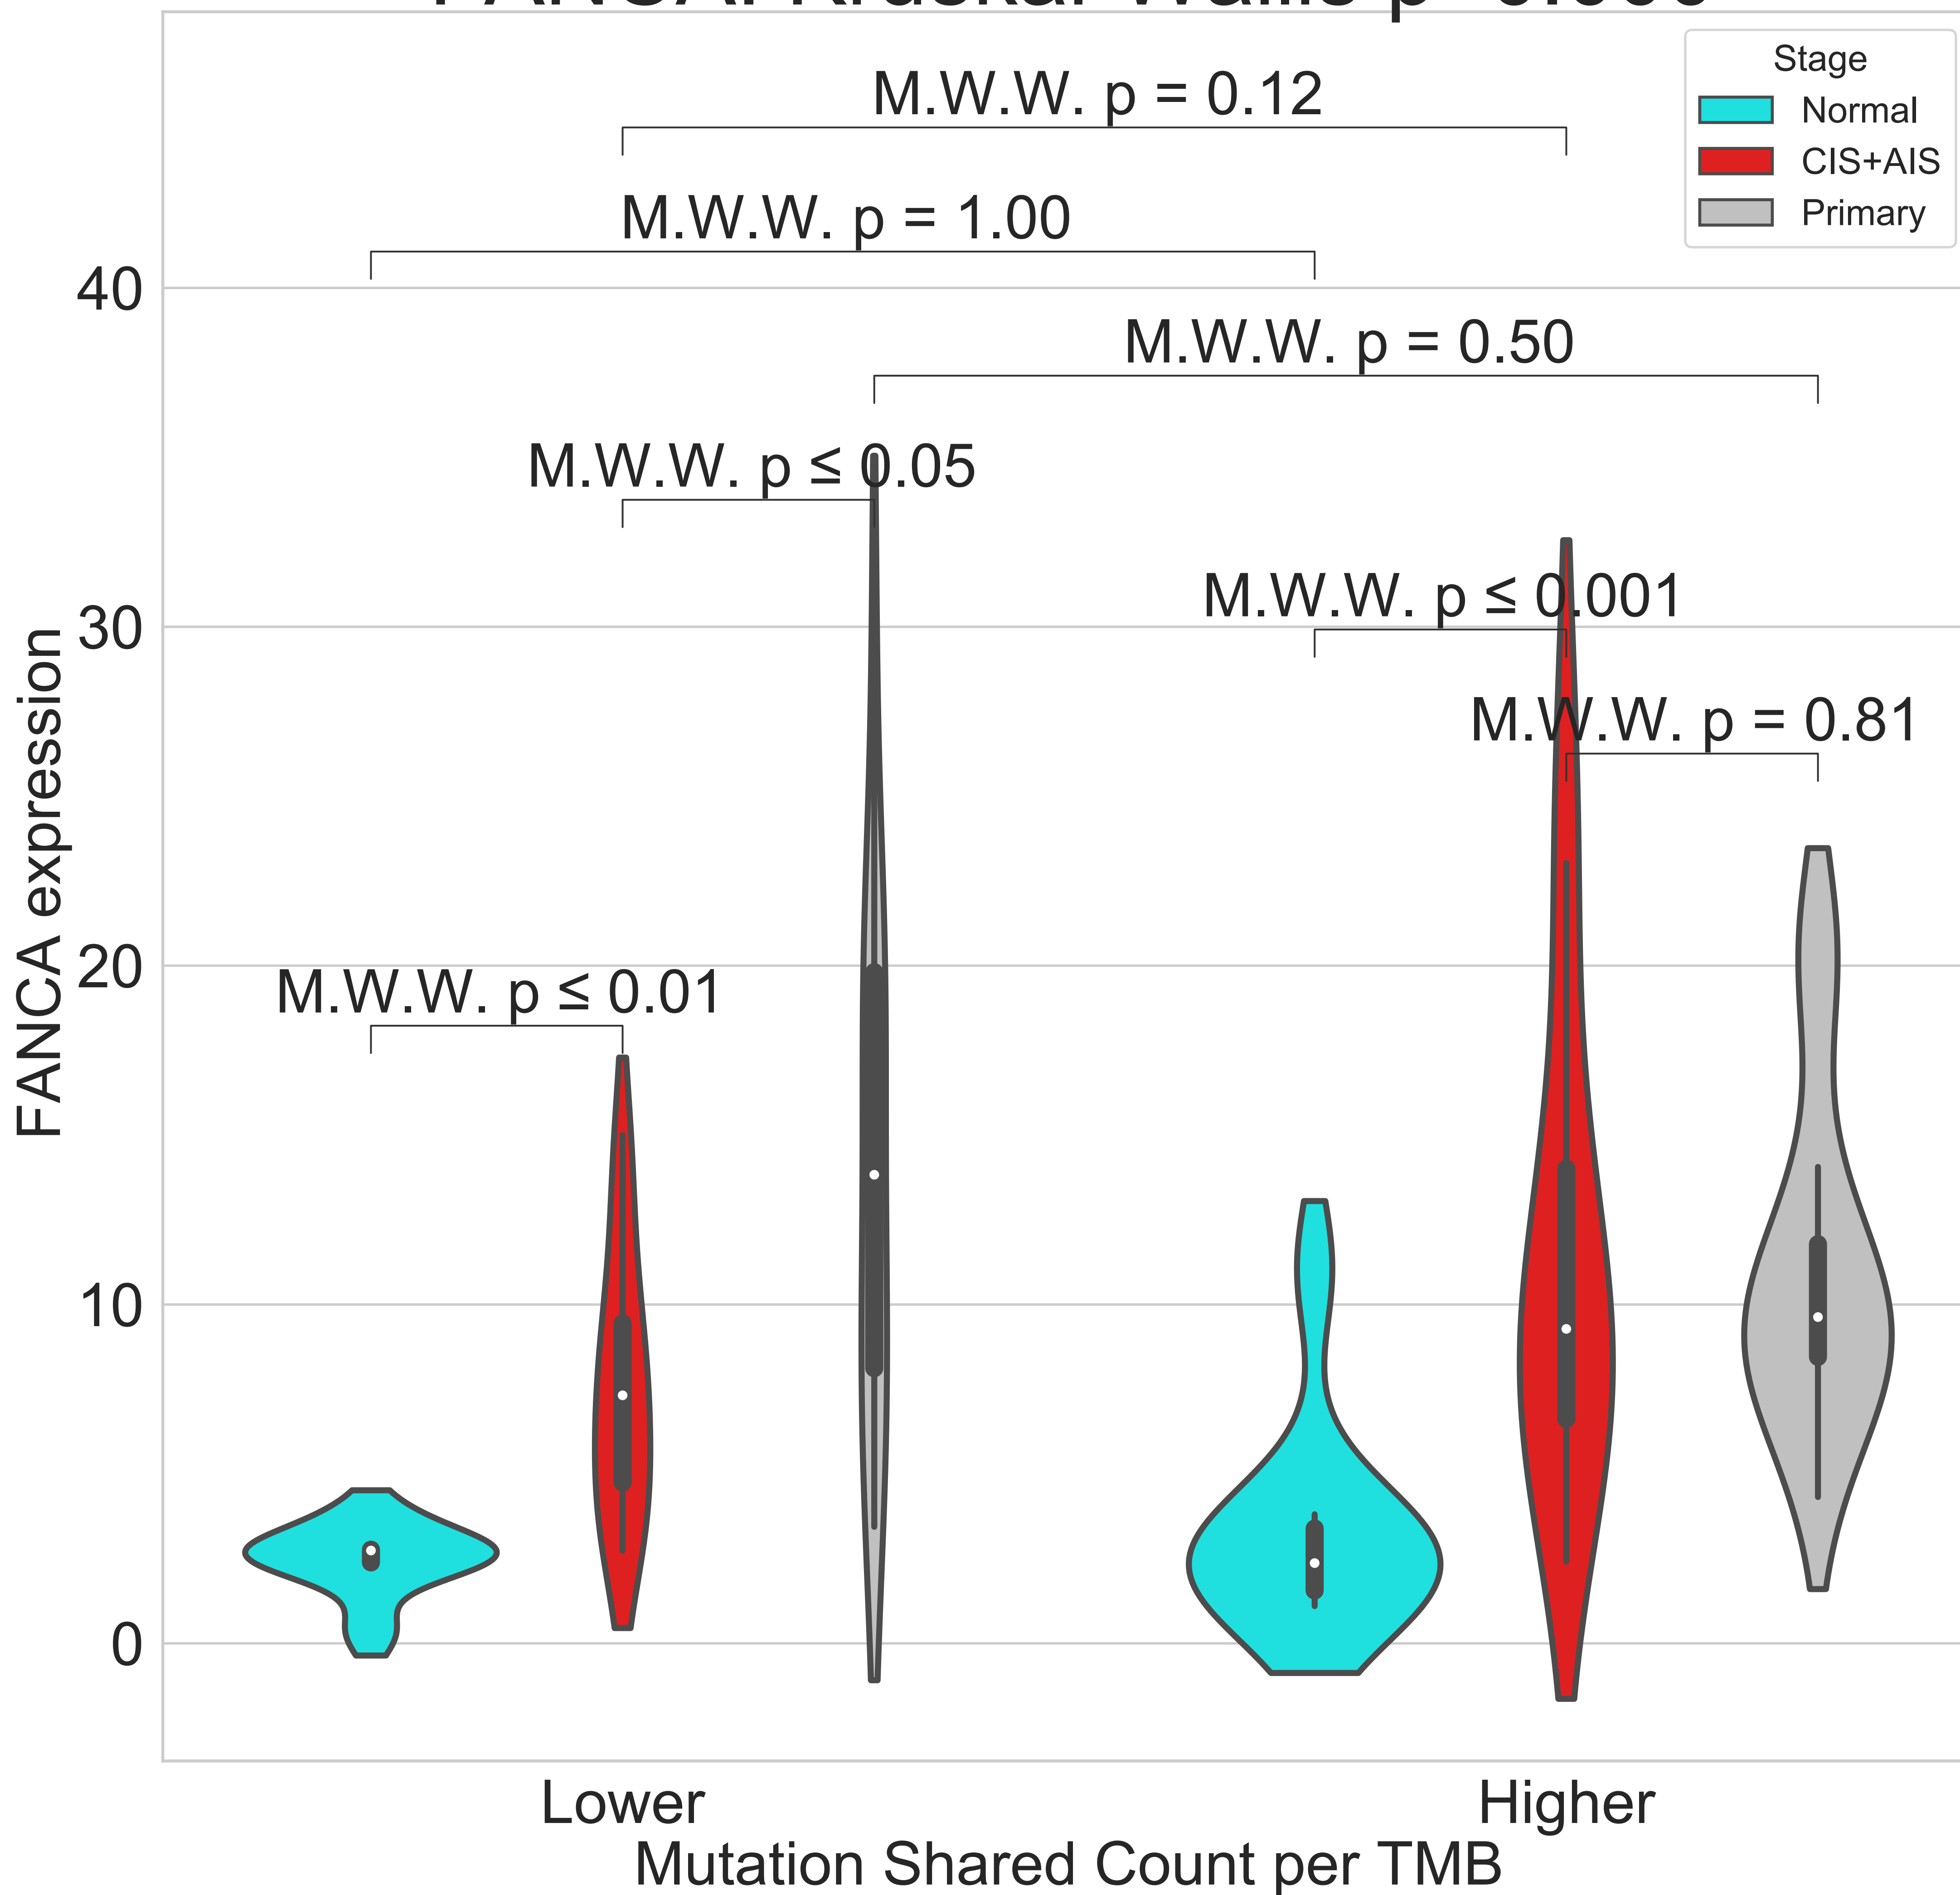 Stage
Normal
CIS+AIS
Primary
M.W.W. p = 0.12
M.W.W. p = 1.00
40
M.W.W. p = 0.50
M.W.W. p ≤ 0.05
M.W.W. p ≤ 0.001
30
M.W.W. p = 0.81
FANCA expression
20
M.W.W. p ≤ 0.01
10
0
Lower
Higher
Mutation Shared Count per TMB